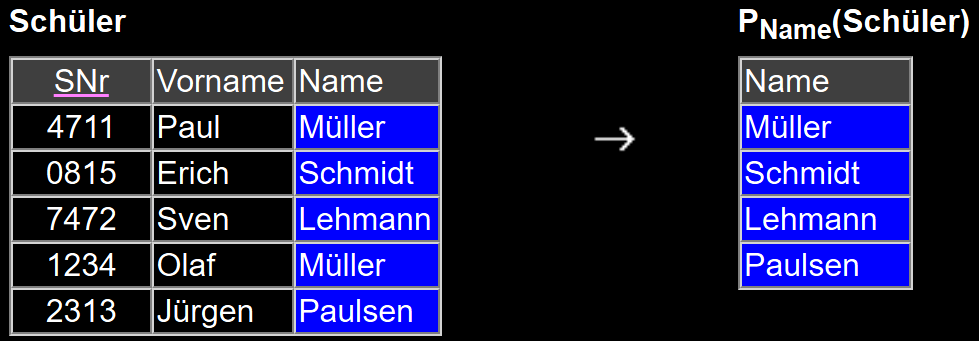 Schüler
SNr Vorname Name
4711 Paul Müller
0815 Erich Schmidt
7472 Sven Lehmann
1234 Olaf Müller
2313 Jürgen Paulsen
→
PName(Schüler)
Name
Müller
Schmidt
Lehmann
Paulsen